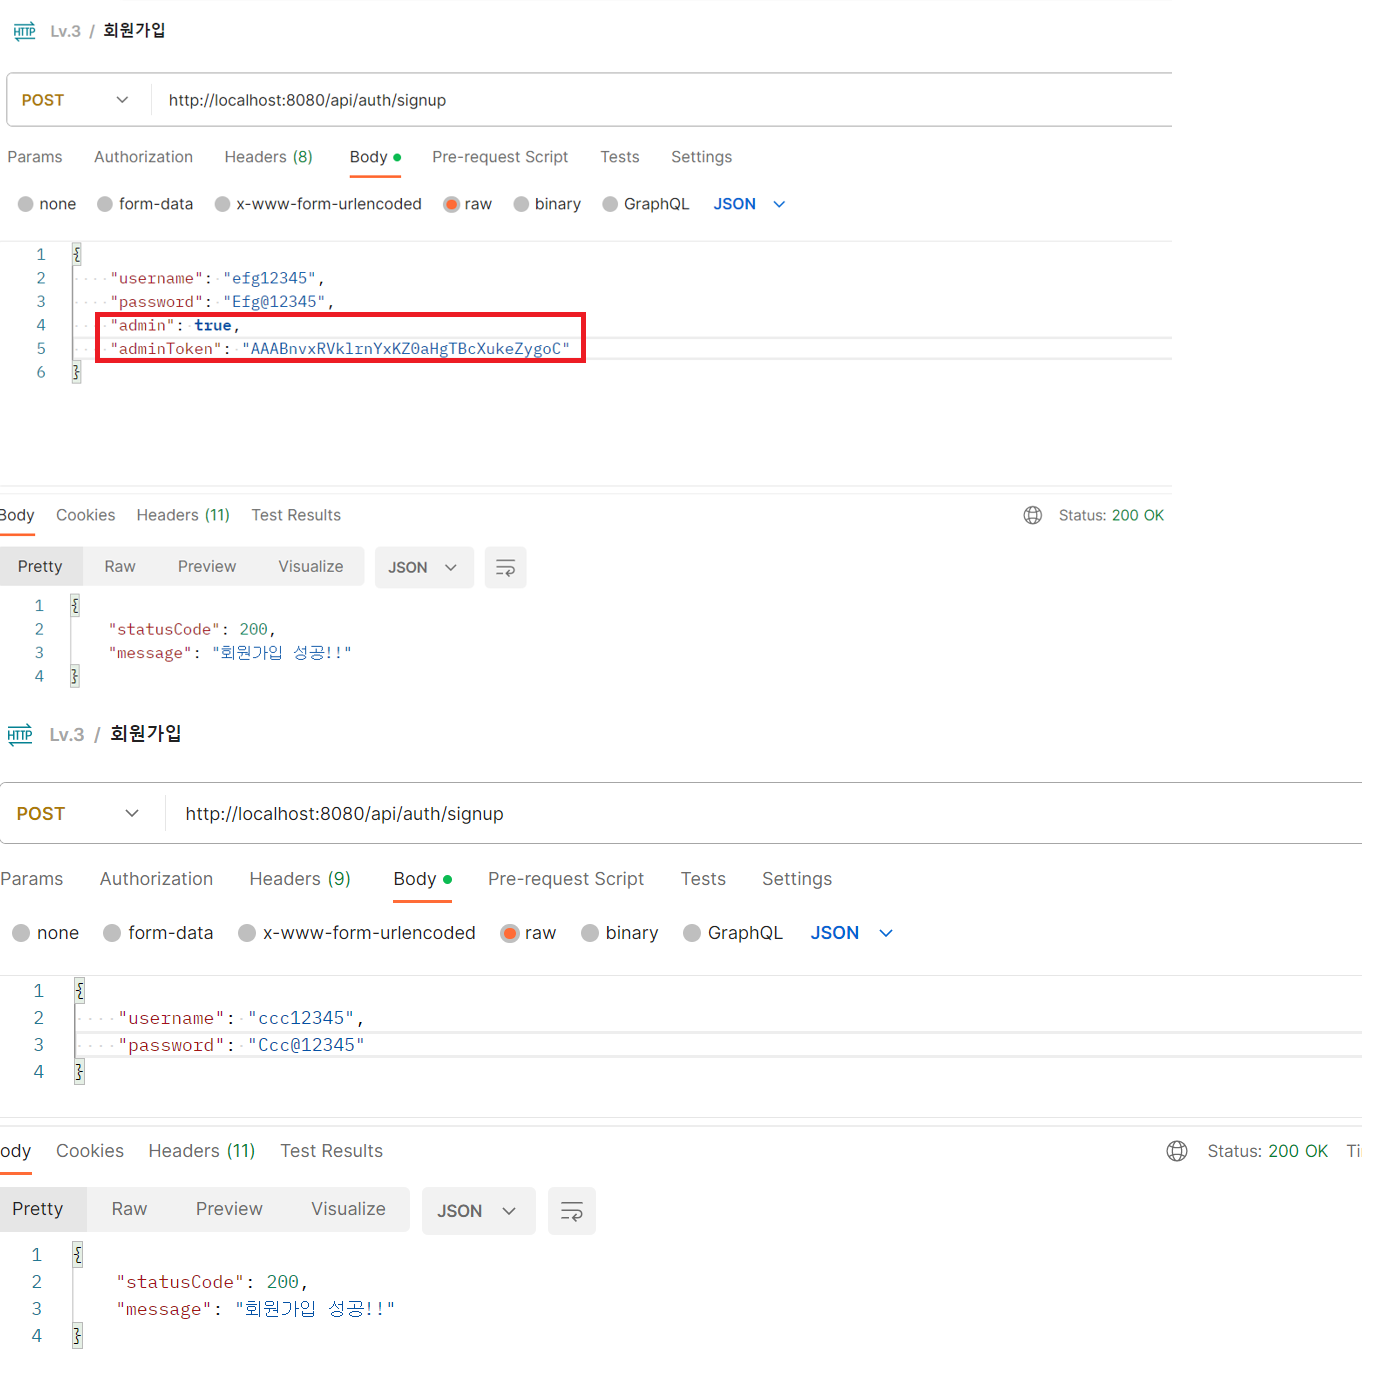 HTTP Lv.3 / 회원가입
POST http://localhost:8080/api/auth/signup
Params Authorization Headers (8) Body Pre-request Script Tests Settings
none form-data x-www-form-urlencoded raw binary GraphQL JSON
1 {
2 "username": "efg12345",
3 "password": "Efg@12345",
4 "admin": true,
5 "adminToken": "AAABnvxRVklrnYxKZ0aHgTBcXukeZygoC"
6 }
Body Cookies Headers (11) Test Results Status: 200 OK
Pretty Raw Preview Visualize JSON
1 {
2 "statusCode": 200,
3 "message": "회원가입 성공!!"
4 }
HTTP Lv.3 / 회원가입
POST http://localhost:8080/api/auth/signup
Params Authorization Headers (9) Body Pre-request Script Tests Settings
none form-data x-www-form-urlencoded raw binary GraphQL JSON
1 {
2 "username": "ccc12345",
3 "password": "Ccc@12345"
4 }
ody Cookies Headers (11) Test Results Status: 200 OK Ti
Pretty Raw Preview Visualize JSON
1 {
2 "statusCode": 200,
3 "message": "회원가입 성공!!"
4 }